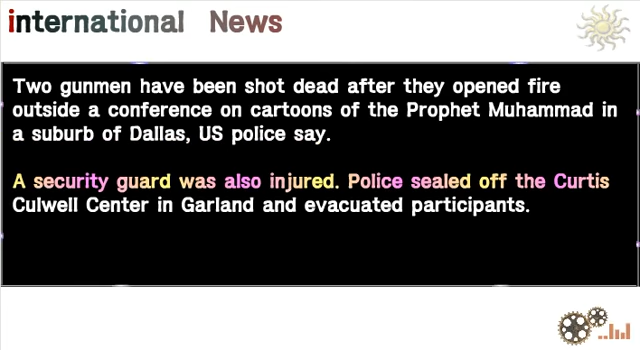 international News
Two gunmen have been shot dead after they opened fire
outside a conference on cartoons of the Prophet Muhammad in
a suburb of Dallas, US police say.
A security guard was also injured. Police sealed off the Curtis
Culwell Center in Garland and evacuated participants.